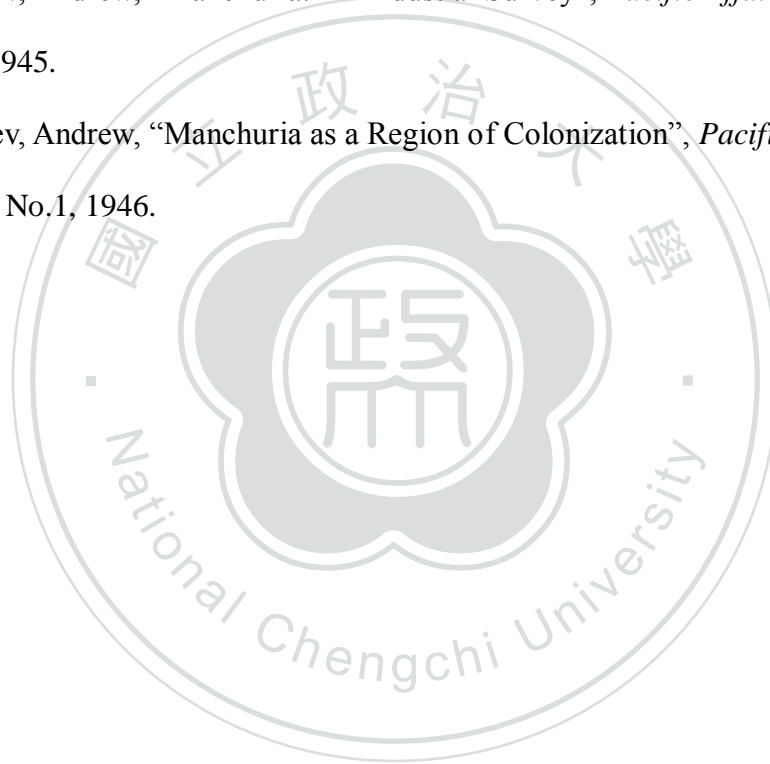 945.
ev, Andrew, “Manchuria as a Region of Colonization”, Pacif
No.1, 1946.
國立政治大學
政
National Chengchi University